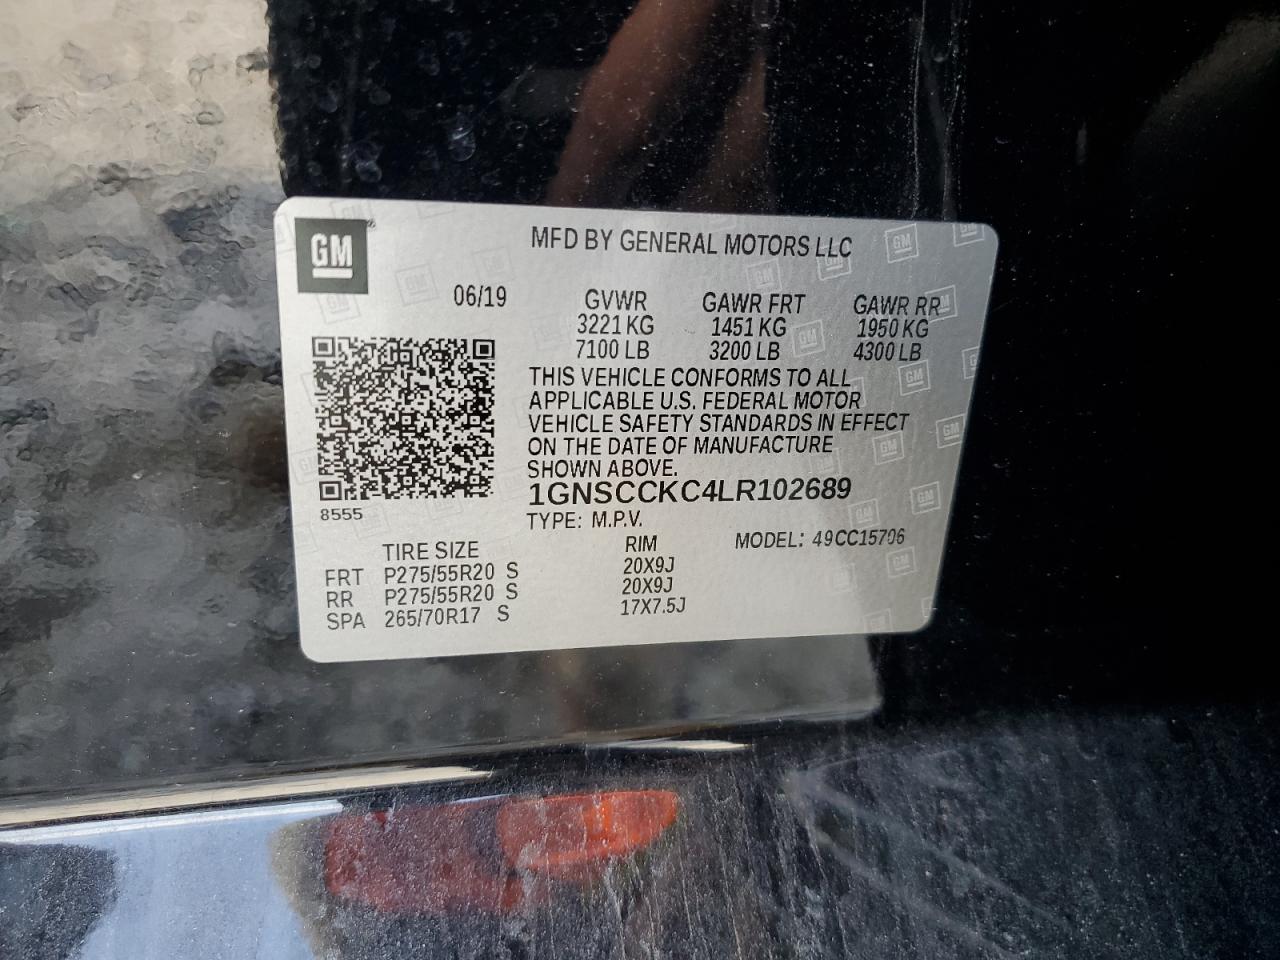 GM
MFD BY GENERAL MOTORS LLC
06/19 GVWR GAWR FRT GAWR RR
3221 KG 1451 KG 1950 KG
7100 LB 3200 LB 4300 LB
THIS VEHICLE CONFORMS TO ALL
APPLICABLE U.S. FEDERAL MOTOR
VEHICLE SAFETY STANDARDS IN EFFECT
ON THE DATE OF MANUFACTURE
SHOWN ABOVE.
1GNSCCKC4LR102689
8555
TYPE: M.P.V. MODEL: 49CC15706
TIRE SIZE RIM
FRT P275/55R20 S 20X9J
RR P275/55R20 S 20X9J
SPA 265/70R17 S 17X7.5J